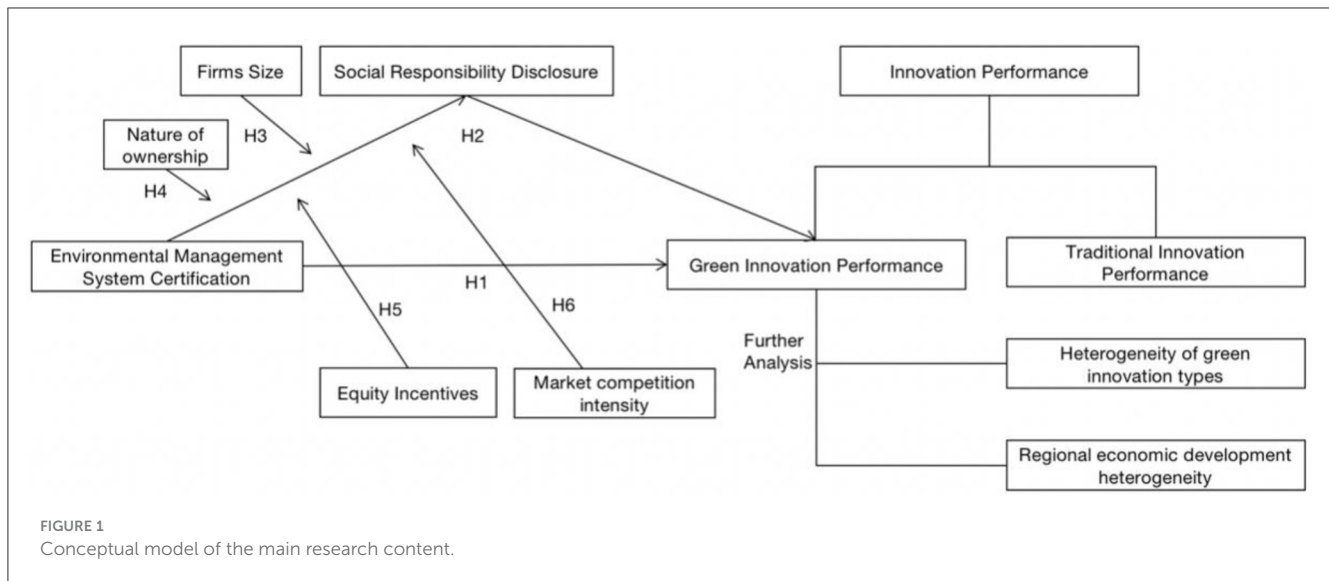 Firms Size
Social Responsibility Disclosure
Innovation Performance
Nature of
ownership
H3
H2
H4
Environmental Management
System Certification
H1
Green Innovation Performance
Traditional Innovation
Performance
H5
H6
Further
Analysis
Equity Incentives
Market competition
intensity
Heterogeneity of green
innovation types
Regional economic development
heterogeneity
FIGURE 1
Conceptual model of the main research content.